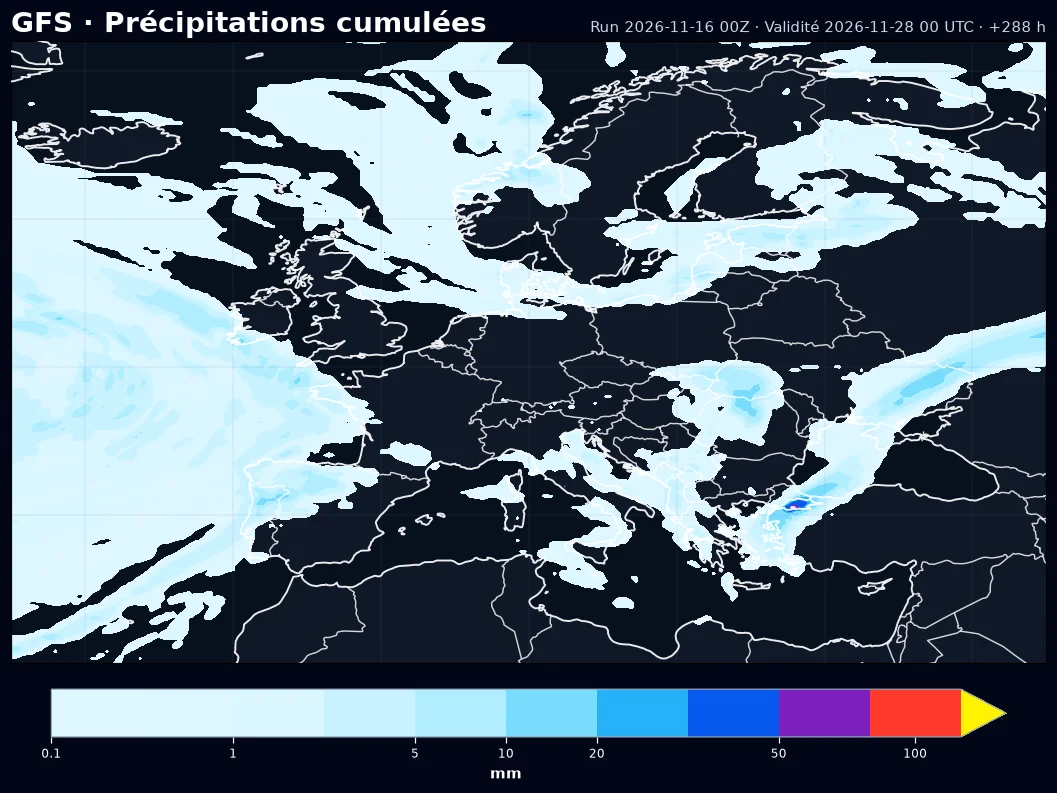 GFS · Précipitations cumulées
Run 2026-11-16 00Z · Validité 2026-11-28 00 UTC · +288 h
0.1 1 5 10 20 50 100
mm